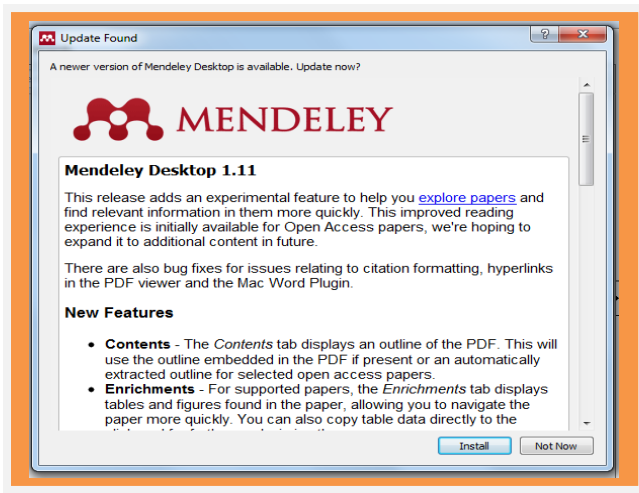 Update Found
A newer version of Mendeley Desktop is available. Update now?
MENDELEY
Mendeley Desktop 1.11
This release adds an experimental feature to help you explore papers and
find relevant information in them more quickly. This improved reading
experience is initially available for Open Access papers, we're hoping to
expand it to additional content in future.
There are also bug fixes for issues relating to citation formatting, hyperlinks
in the PDF viewer and the Mac Word Plugin.
New Features
• Contents - The Contents tab displays an outline of the PDF. This will
use the outline embedded in the PDF if present or an automatically
extracted outline for selected open access papers.
• Enrichments - For supported papers, the Enrichments tab displays
tables and figures found in the paper, allowing you to navigate the
paper more quickly. You can also copy table data directly to the
Install Not Now